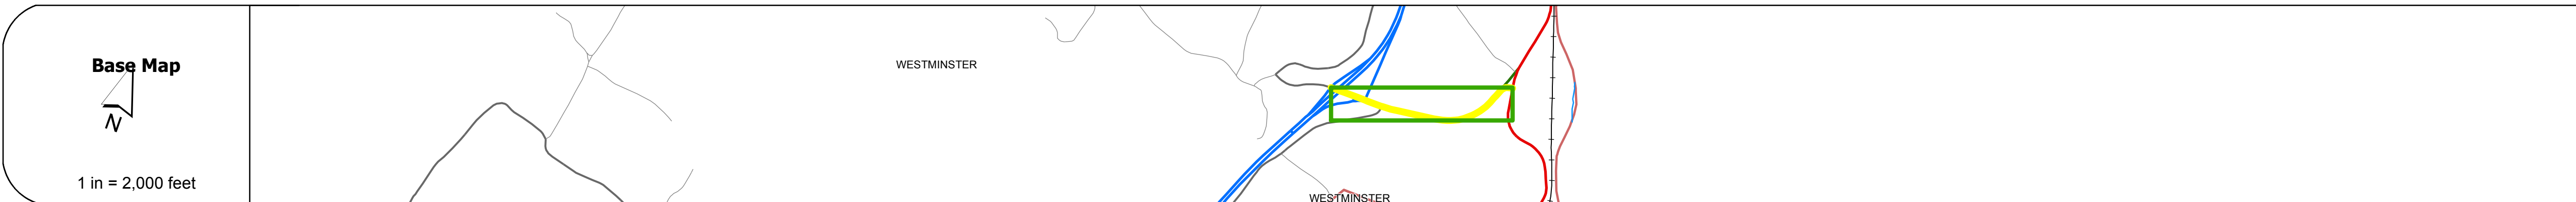 Base Map
N
1 in = 2,000 feet
WESTMINSTER
WESTMINSTER